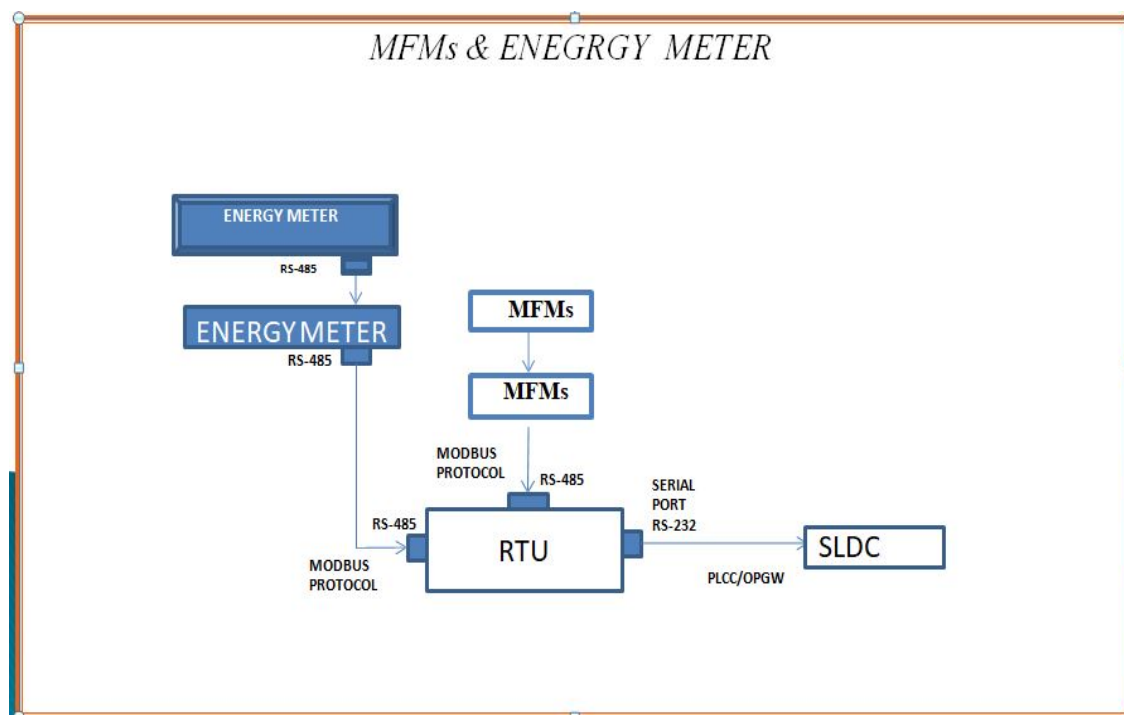 MFMs & ENEGRGY METER
ENERGY METER
RS-485
ENERGY METER
RS-485
MFMs
MFMs
MODBUS
PROTOCOL
RS-485
RS-485
MODBUS
PROTOCOL
RTU
SERIAL
PORT
RS-232
PLCC/OPGW
SLDC